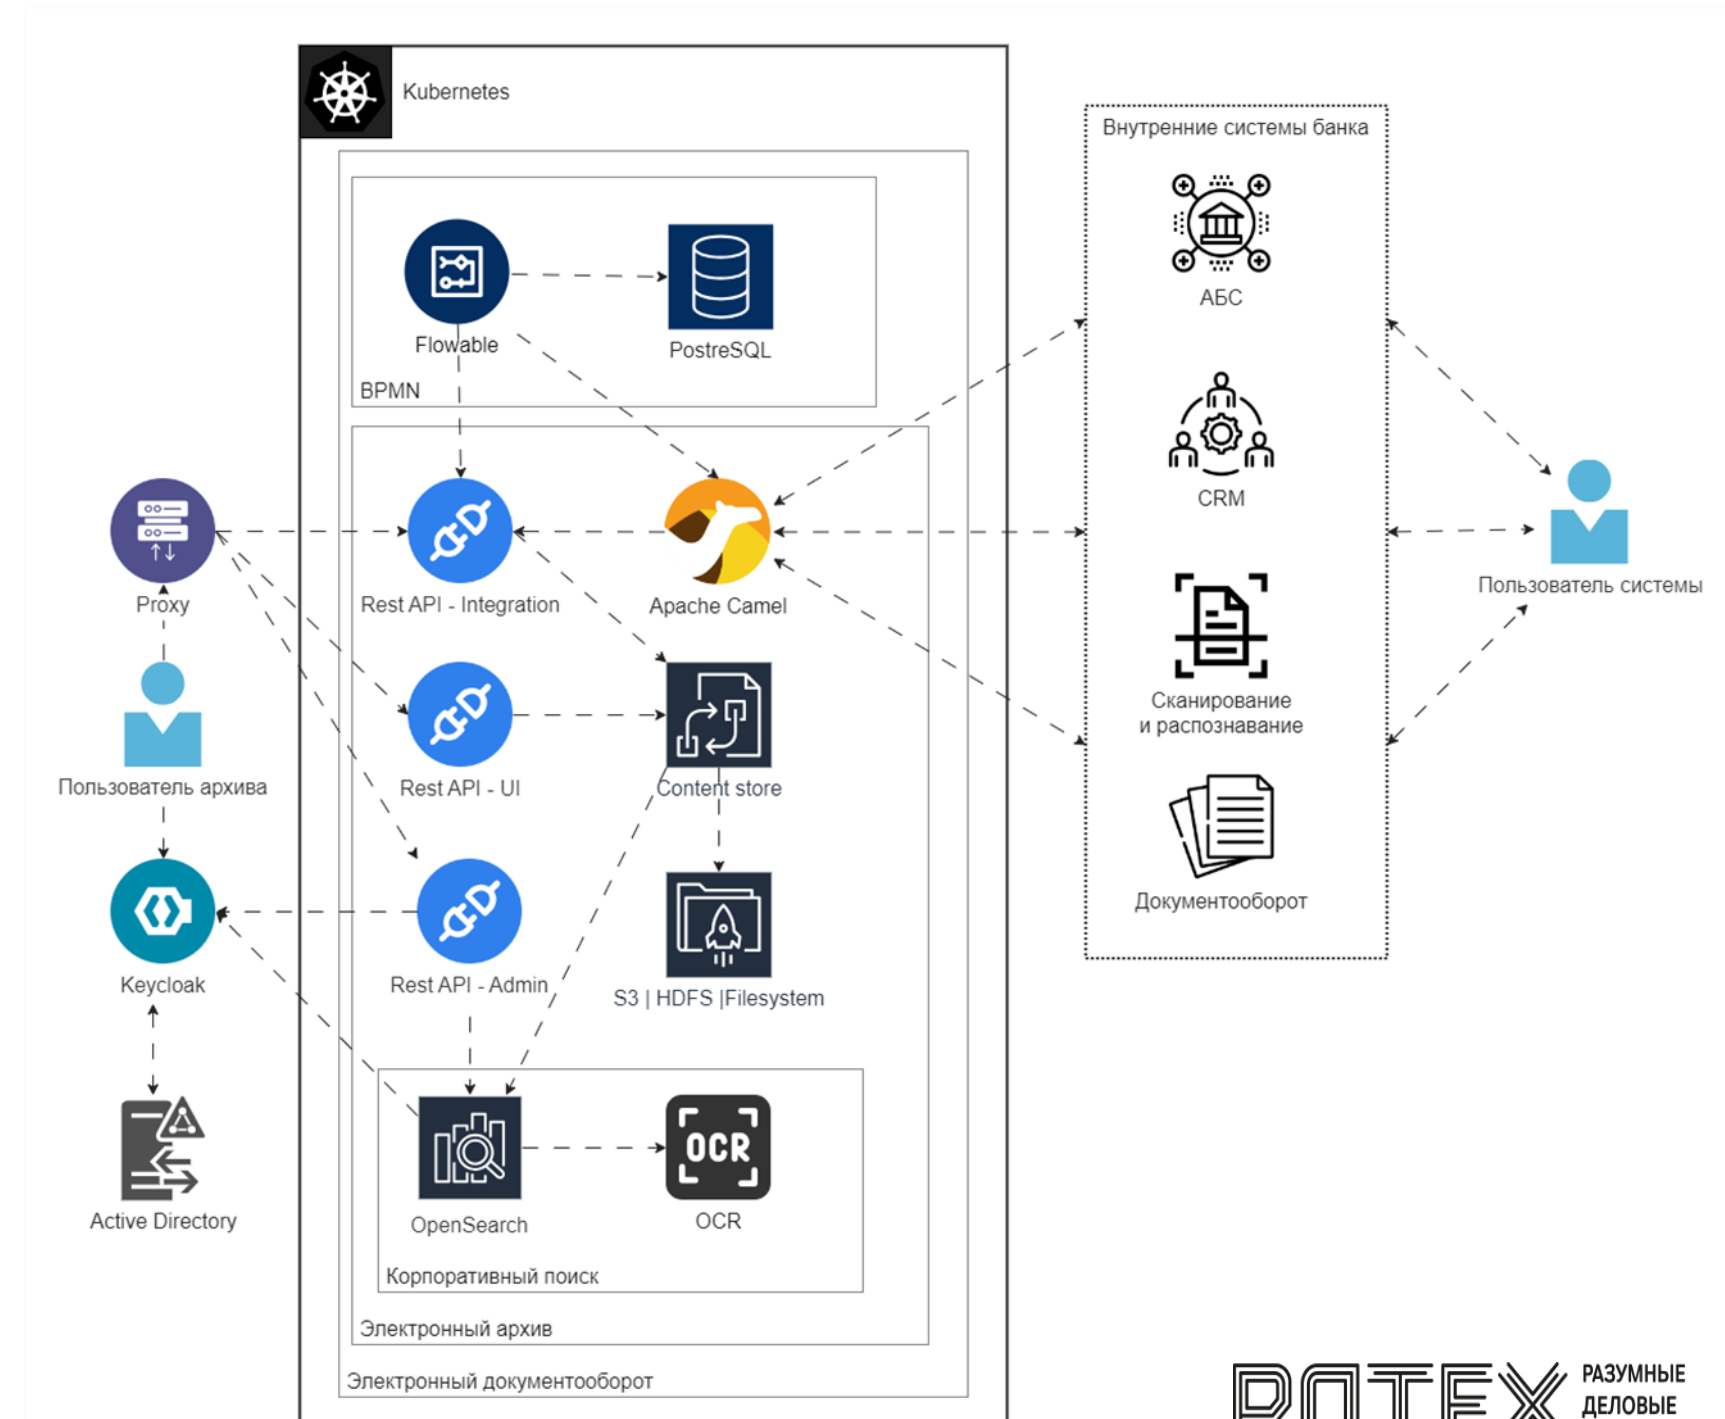 Kubernetes
Внутренние системы банка
АБС
Flowable
PostreSQL
BPMN
CRM
Proxy
Rest API - Integration
Apache Camel
Пользователь системы
Сканирование
и распознавание
Пользователь архива
Rest API - UI
Content store
Документооборот
Keycloak
Rest API - Admin
S3 | HDFS |Filesystem
OCR
Active Directory
OpenSearch
OCR
Корпоративный поиск
Электронный архив
Электронный документооборот
РАЗУМНЫЕ
ДЕЛОВЫЕ